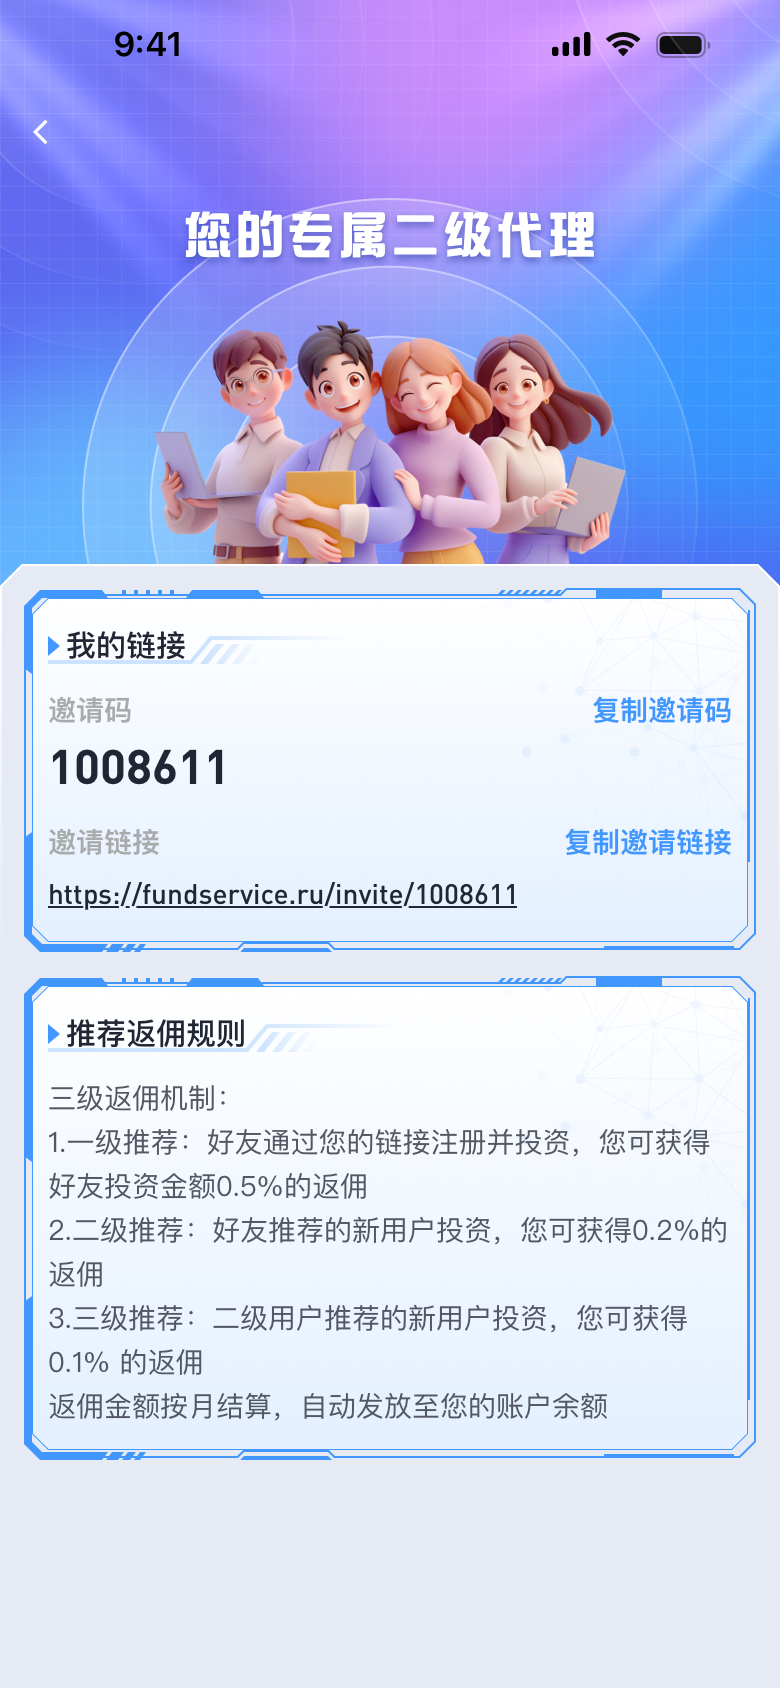 9:41
您的专属二级代理
我的链接
邀请码
复制邀请码
1008611
邀请链接
复制邀请链接
https://fundservice.ru/invite/1008611
推荐返佣规则
三级返佣机制：
1.一级推荐：好友通过您的链接注册并投资，您可获得
好友投资金额0.5%的返佣
2.二级推荐：好友推荐的新用户投资，您可获得0.2%的
返佣
3.三级推荐：二级用户推荐的新用户投资，您可获得
0.1% 的返佣
返佣金额按月结算，自动发放至您的账户余额